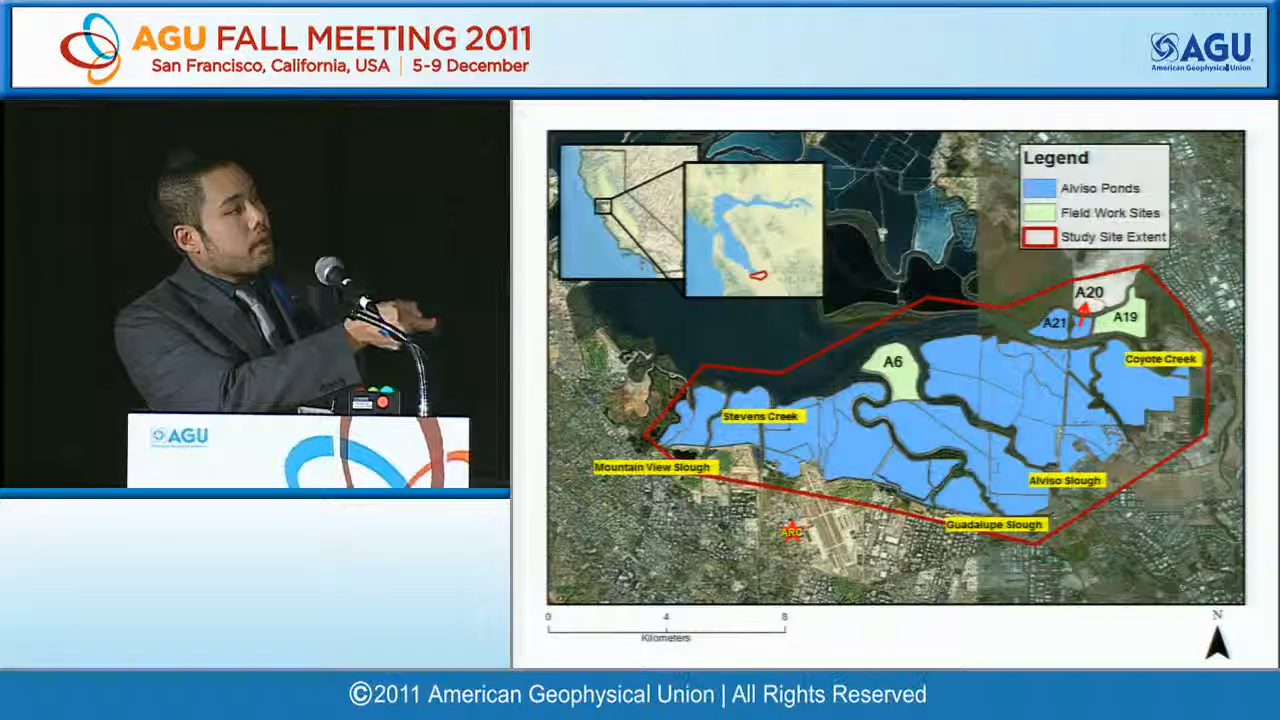 AGU FALL MEETING 2011
San Francisco, California, USA | 5-9 December
AGU
American Geophysical Union
AGU
Legend
Alviso Ponds
Field Work Sites
Study Site Extent
A20
A21
A19
A6
Coyote Creek
Stevens Creek
Mountain View Slough
Alviso Slough
Guadalupe Slough
ARC
0 4 8
Kilometers
N
©2011 American Geophysical Union | All Rights Reserved